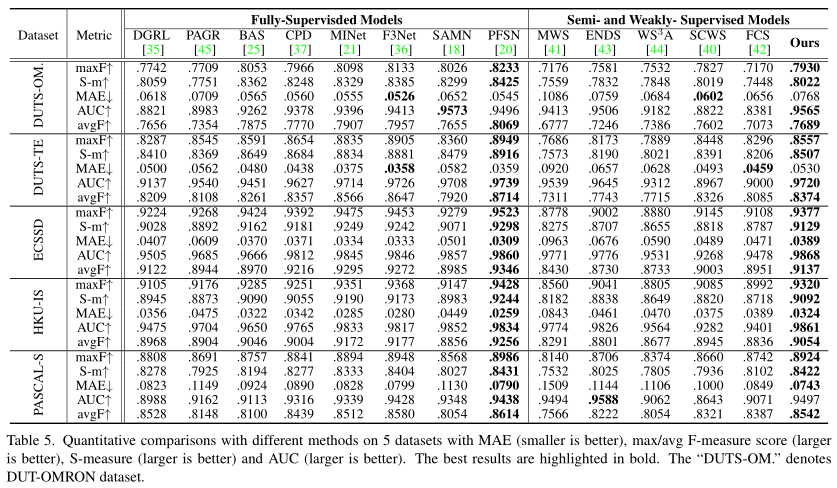 Fully-Supervisded Models Semi- and Weakly- Supervised Models
Dataset Metric DGRL PAGR BAS CPD MINet F3Net SAMN PFSN MWS ENDS WS³A SCWS FCS Ours
[35] [45] [25] [37] [21] [36] [18] [20] [41] [43] [44] [40] [42]
DUTS-OM.
maxF↑ .7742 .7709 .8053 .7966 .8098 .8133 .8026 .8233 .7176 .7581 .7532 .7827 .7170 .7930
S-m↑ .8059 .7751 .8362 .8248 .8329 .8385 .8299 .8425 .7559 .7832 .7848 .8019 .7448 .8022
MAE↓ .0618 .0709 .0565 .0560 .0555 .0526 .0652 .0545 .1086 .0759 .0684 .0602 .0656 .0768
AUC↑ .8821 .8983 .9262 .9378 .9396 .9413 .9573 .9496 .9413 .9506 .9182 .8822 .8381 .9565
avgF↑ .7656 .7354 .7875 .7770 .7907 .7957 .7655 .8069 .6777 .7246 .7386 .7602 .7073 .7689
DUTS-TE
maxF↑ .8287 .8545 .8591 .8654 .8835 .8905 .8360 .8949 .7686 .8173 .7889 .8448 .8296 .8557
S-m↑ .8410 .8369 .8649 .8684 .8834 .8881 .8479 .8916 .7573 .8190 .8021 .8391 .8206 .8507
MAE↓ .0500 .0562 .0480 .0438 .0375 .0358 .0582 .0359 .0920 .0657 .0628 .0493 .0459 .0530
AUC↑ .9137 .9540 .9451 .9627 .9714 .9726 .9708 .9739 .9539 .9645 .9312 .8967 .9000 .9720
avgF↑ .8209 .8108 .8261 .8357 .8566 .8647 .7920 .8714 .7311 .7743 .7715 .8326 .8085 .8374
ECSSD
maxF↑ .9224 .9268 .9424 .9392 .9475 .9453 .9279 .9523 .8778 .9002 .8880 .9145 .9108 .9377
S-m↑ .9028 .8892 .9162 .9181 .9249 .9242 .9071 .9298 .8275 .8707 .8655 .8818 .8787 .9129
MAE↓ .0407 .0609 .0370 .0371 .0334 .0333 .0501 .0309 .0963 .0676 .0590 .0489 .0471 .0389
AUC↑ .9505 .9685 .9666 .9812 .9845 .9846 .9857 .9860 .9771 .9776 .9531 .9268 .9478 .9868
avgF↑ .9122 .8944 .8970 .9216 .9295 .9272 .8985 .9346 .8430 .8730 .8733 .9003 .8951 .9137
HKU-IS
maxF↑ .9105 .9176 .9285 .9251 .9351 .9368 .9147 .9428 .8560 .9041 .8805 .9085 .8992 .9320
S-m↑ .8945 .8873 .9090 .9055 .9190 .9173 .8983 .9244 .8182 .8838 .8649 .8820 .8718 .9092
MAE↓ .0356 .0475 .0322 .0342 .0285 .0280 .0449 .0259 .0843 .0461 .0470 .0375 .0389 .0324
AUC↑ .9475 .9704 .9650 .9765 .9833 .9817 .9852 .9834 .9774 .9826 .9564 .9282 .9401 .9861
avgF↑ .8968 .8904 .9046 .9004 .9172 .9177 .8856 .9256 .8291 .8801 .8677 .8945 .8836 .9054
PASCAL-S
maxF↑ .8808 .8691 .8757 .8841 .8894 .8948 .8568 .8986 .8140 .8706 .8374 .8660 .8742 .8924
S-m↑ .8278 .7925 .8194 .8277 .8333 .8404 .8027 .8431 .7532 .8025 .7805 .7936 .8102 .8422
MAE↓ .0823 .1149 .0924 .0890 .0828 .0799 .1130 .0790 .1509 .1144 .1106 .1000 .0849 .0743
AUC↑ .8988 .9162 .9113 .9316 .9339 .9428 .9348 .9438 .9494 .9588 .9062 .8643 .9071 .9497
avgF↑ .8528 .8148 .8100 .8439 .8512 .8580 .8054 .8614 .7566 .8222 .8054 .8321 .8387 .8542
Table 5. Quantitative comparisons with different methods on 5 datasets with MAE (smaller is better), max/avg F-measure score (larger
is better), S-measure (larger is better) and AUC (larger is better). The best results are highlighted in bold. The “DUTS-OM.” denotes
DUT-OMRON dataset.